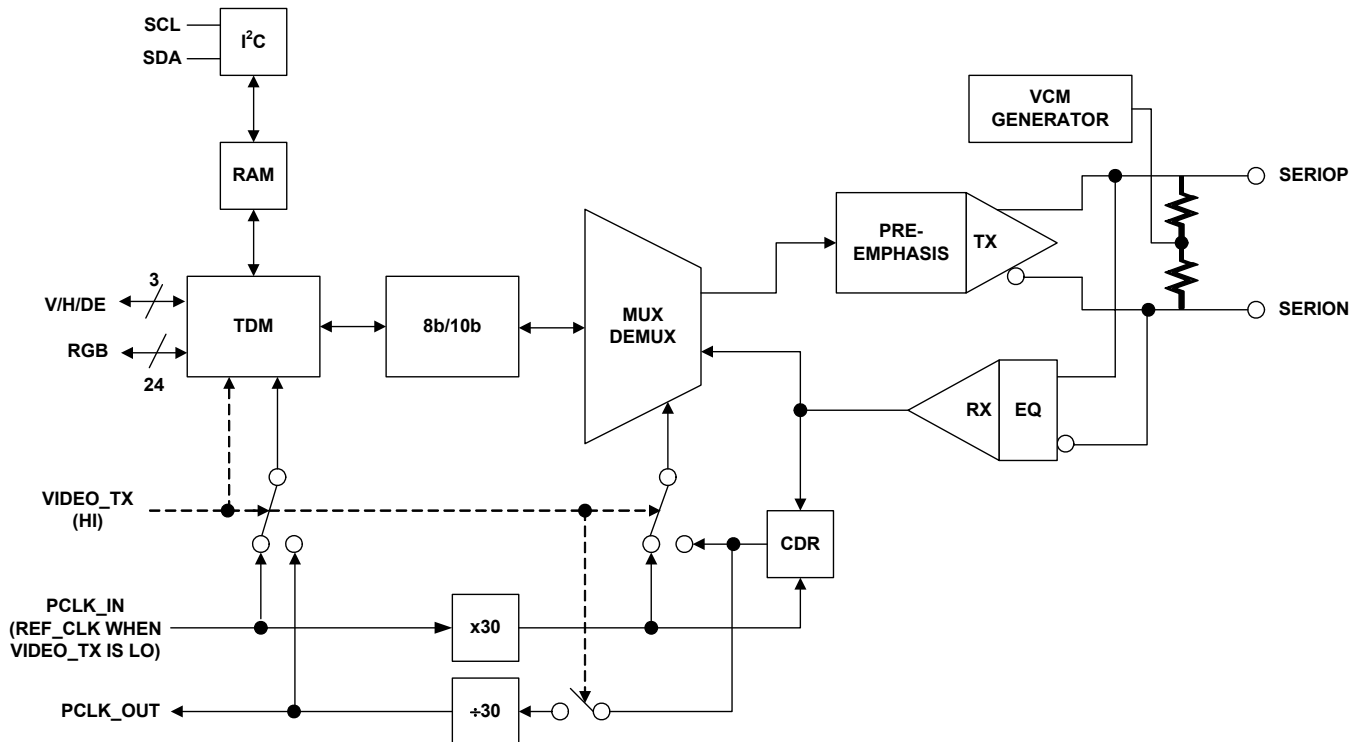 SCL
SDA
I²C
RAM
VCM
GENERATOR
SERIOP
SERION
PRE-
EMPHASIS
TX
3
V/H/DE
RGB
24
TDM
8b/10b
MUX
DEMUX
RX
EQ
VIDEO_TX
(HI)
CDR
PCLK_IN
(REF_CLK WHEN
VIDEO_TX IS LO)
x30
PCLK_OUT
÷30